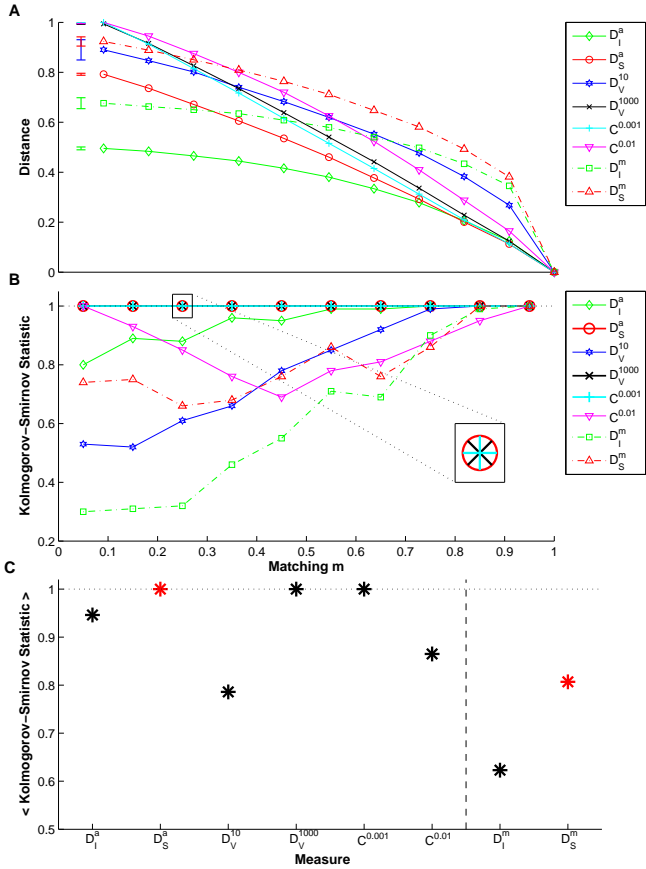 A
1
0.8
0.6
0.4
0.2
0
Distance
D_I^a
D_S^a
D_V^10
D_V^1000
C^0.001
C^0.01
D_I^m
D_S^m
B
1
0.8
0.6
0.4
0.2
Kolmogorov−Smirnov Statistic
0 0.1 0.2 0.3 0.4 0.5 0.6 0.7 0.8 0.9 1
Matching m
D_I^a
D_S^a
D_V^10
D_V^1000
C^0.001
C^0.01
D_I^m
D_S^m
C
1
0.9
0.8
0.7
0.6
0.5
< Kolmogorov−Smirnov Statistic >
D_I^a D_S^a D_V^10 D_V^1000 C^0.001 C^0.01 D_I^m D_S^m
Measure